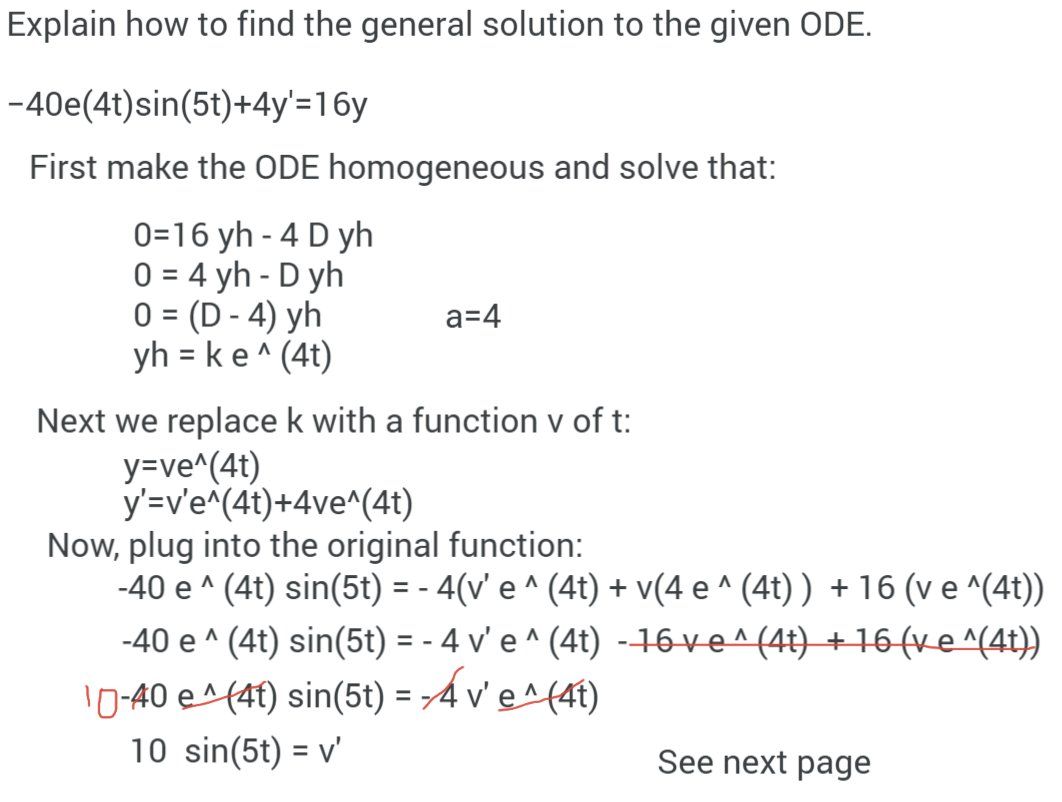 Explain how to find the general solution to the given ODE.
−40e(4t)sin(5t)+4y'=16y
First make the ODE homogeneous and solve that:
0=16 yh - 4 D yh
0 = 4 yh - D yh
0 = (D - 4) yh a=4
yh = k e ^ (4t)
Next we replace k with a function v of t:
y=ve^(4t)
y'=v'e^(4t)+4ve^(4t)
Now, plug into the original function:
-40 e ^ (4t) sin(5t) = - 4(v' e ^ (4t) + v(4 e ^ (4t) ) + 16 (v e ^(4t))
-40 e ^ (4t) sin(5t) = - 4 v' e ^ (4t) - 16 v e ^ (4t) + 16 (v e ^(4t))
10 -40 e ^ (4t) sin(5t) = - 4 v' e ^ (4t)
10 sin(5t) = v'
See next page